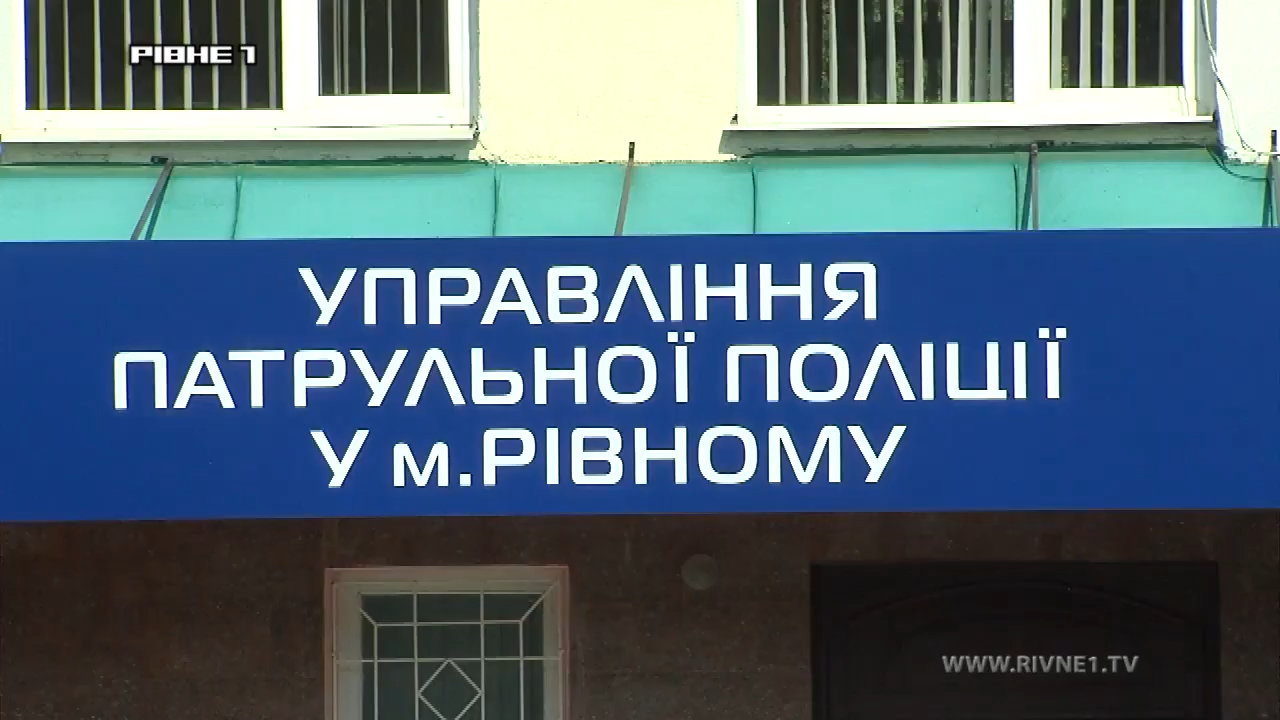 РІВНЕ 1
УПРАВЛІННЯ
ПАТРУЛЬНОЇ ПОЛІЦІЇ
У м.РІВНОМУ
WWW.RIVNE1.TV